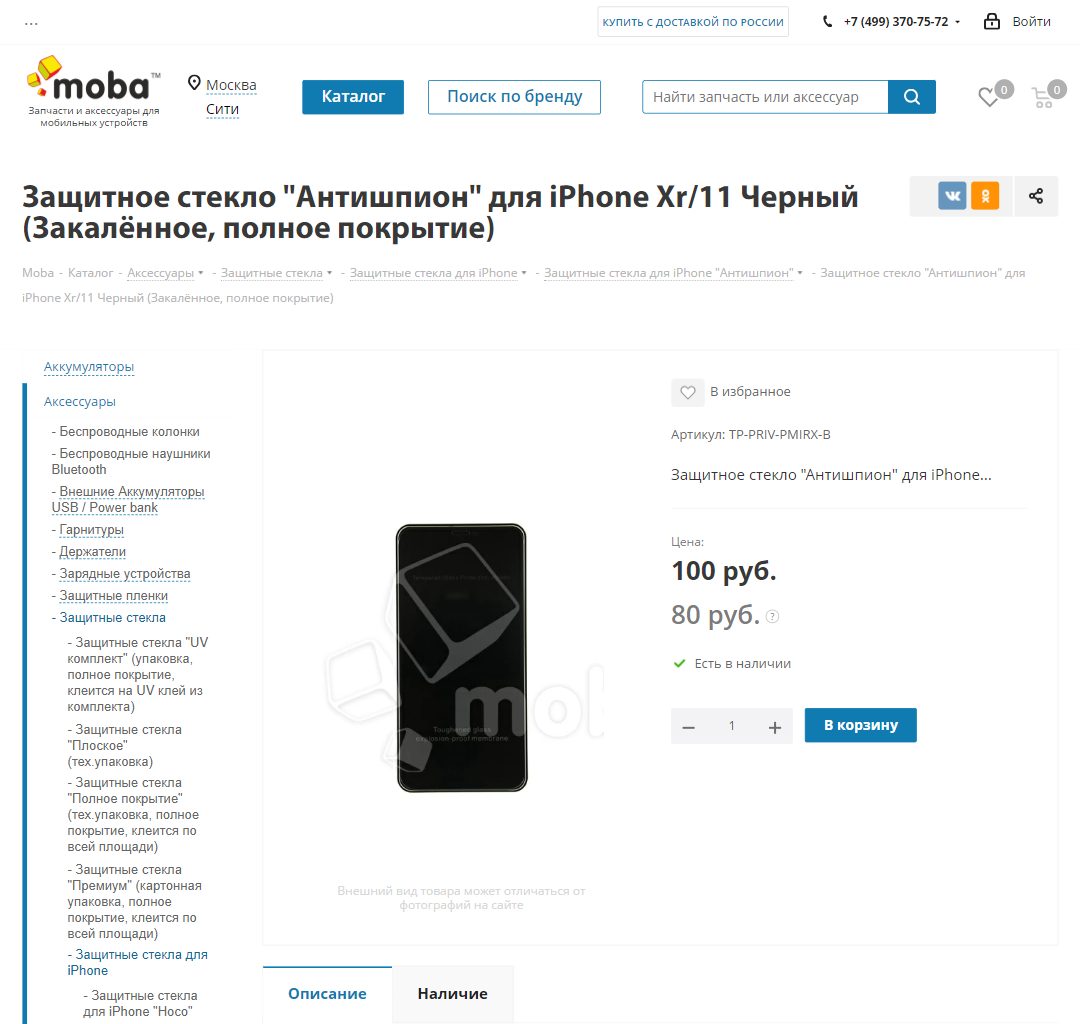 ...
КУПИТЬ С ДОСТАВКОЙ ПО РОССИИ
+7 (499) 370-75-72
Войти
moba™
Запчасти и аксессуары для
мобильных устройств
Москва
Сити
Каталог
Поиск по бренду
Найти запчасть или аксессуар
0
0
Защитное стекло "Антишпион" для iPhone Xr/11 Черный
(Закалённое, полное покрытие)
Moba - Каталог - Аксессуары - Защитные стекла - Защитные стекла для iPhone - Защитные стекла для iPhone "Антишпион" - Защитное стекло "Антишпион" для
iPhone Xr/11 Черный (Закалённое, полное покрытие)
Аккумуляторы
Аксессуары
- Беспроводные колонки
- Беспроводные наушники
Bluetooth
- Внешние Аккумуляторы
USB / Power bank
- Гарнитуры
- Держатели
- Зарядные устройства
- Защитные пленки
- Защитные стекла
- Защитные стекла "UV
комплект" (упаковка,
полное покрытие,
клеится на UV клей из
комплекта)
- Защитные стекла
"Плоское"
(тех.упаковка)
- Защитные стекла
"Полное покрытие"
(тех.упаковка, полное
покрытие, клеится по
всей площади)
- Защитные стекла
"Премиум" (картонная
упаковка, полное
покрытие, клеится по
всей площади)
- Защитные стекла для
iPhone
- Защитные стекла
для iPhone "Hoco"
Toughened glass
explosion-proof membrane
mob
Внешний вид товара может отличаться от
фотографий на сайте
В избранное
Артикул: TP-PRIV-PMIRX-B
Защитное стекло "Антишпион" для iPhone...
Цена:
100 руб.
80 руб. ?
Есть в наличии
− 1 +
В корзину
Описание
Наличие